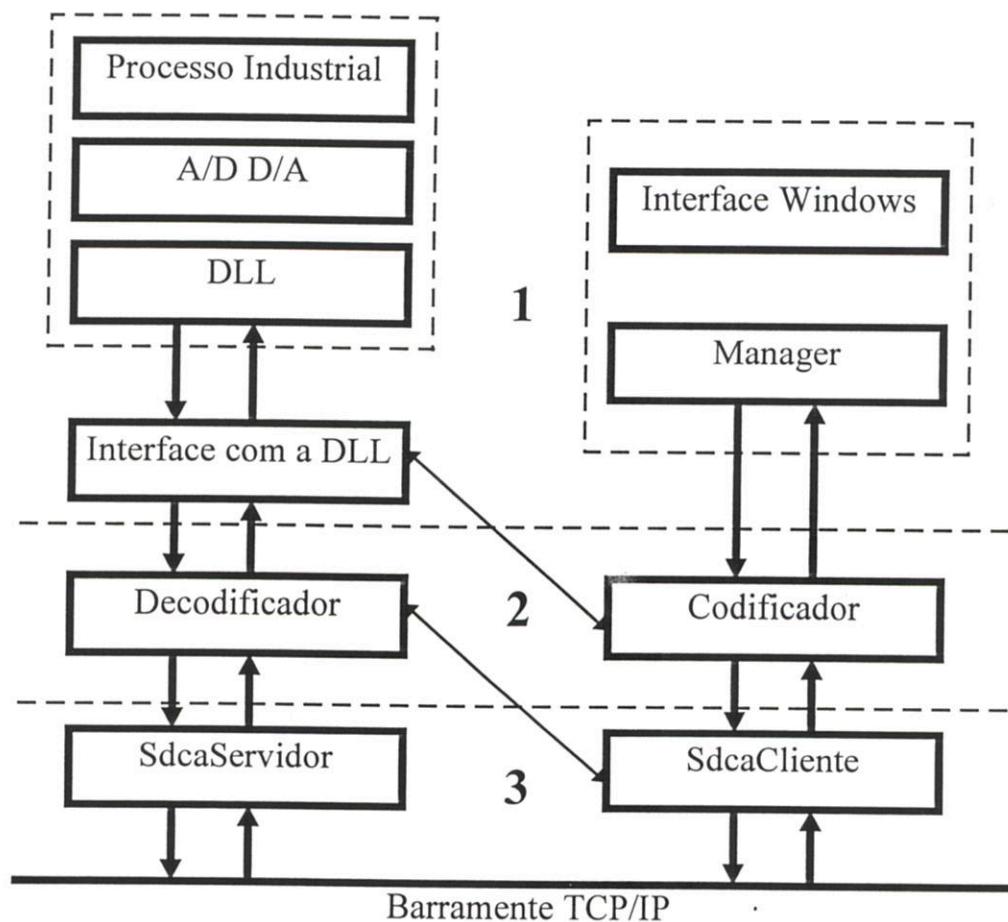 Processo Industrial
A/D D/A
DLL
Interface Windows
1
Manager
Interface com a DLL
Decodificador
2
Codificador
SdcaServidor
3
SdcaCliente
Barramente TCP/IP